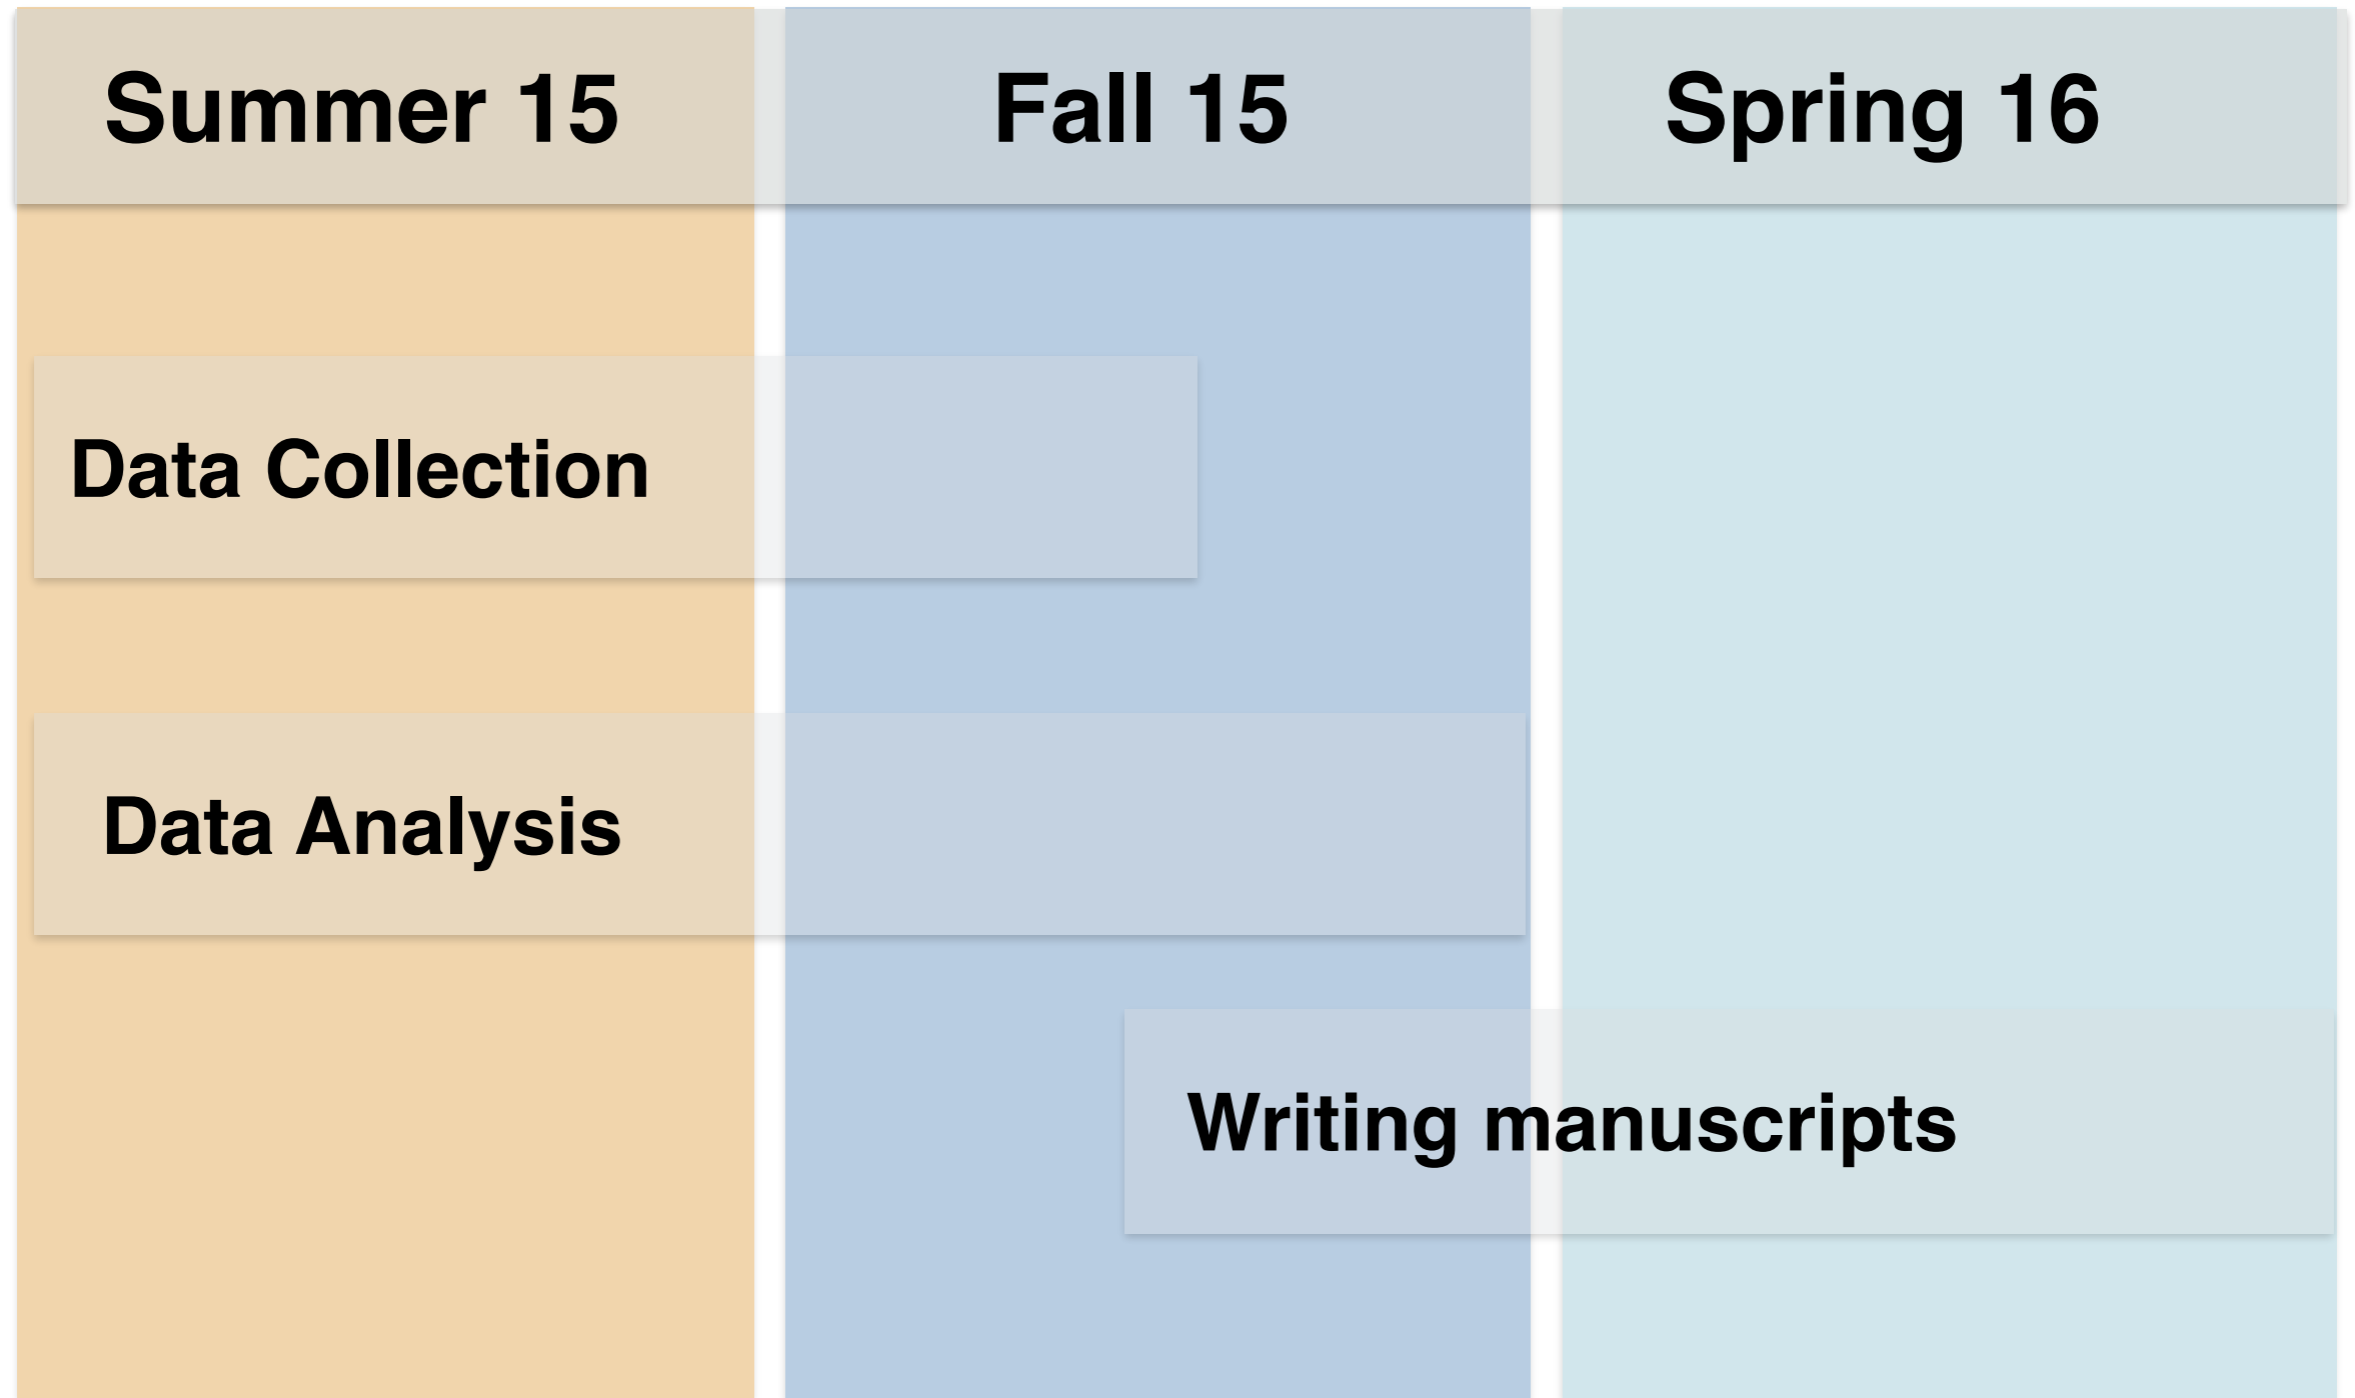 Summer 15
Fall 15
Spring 16
Data Collection
Data Analysis
Writing manuscripts